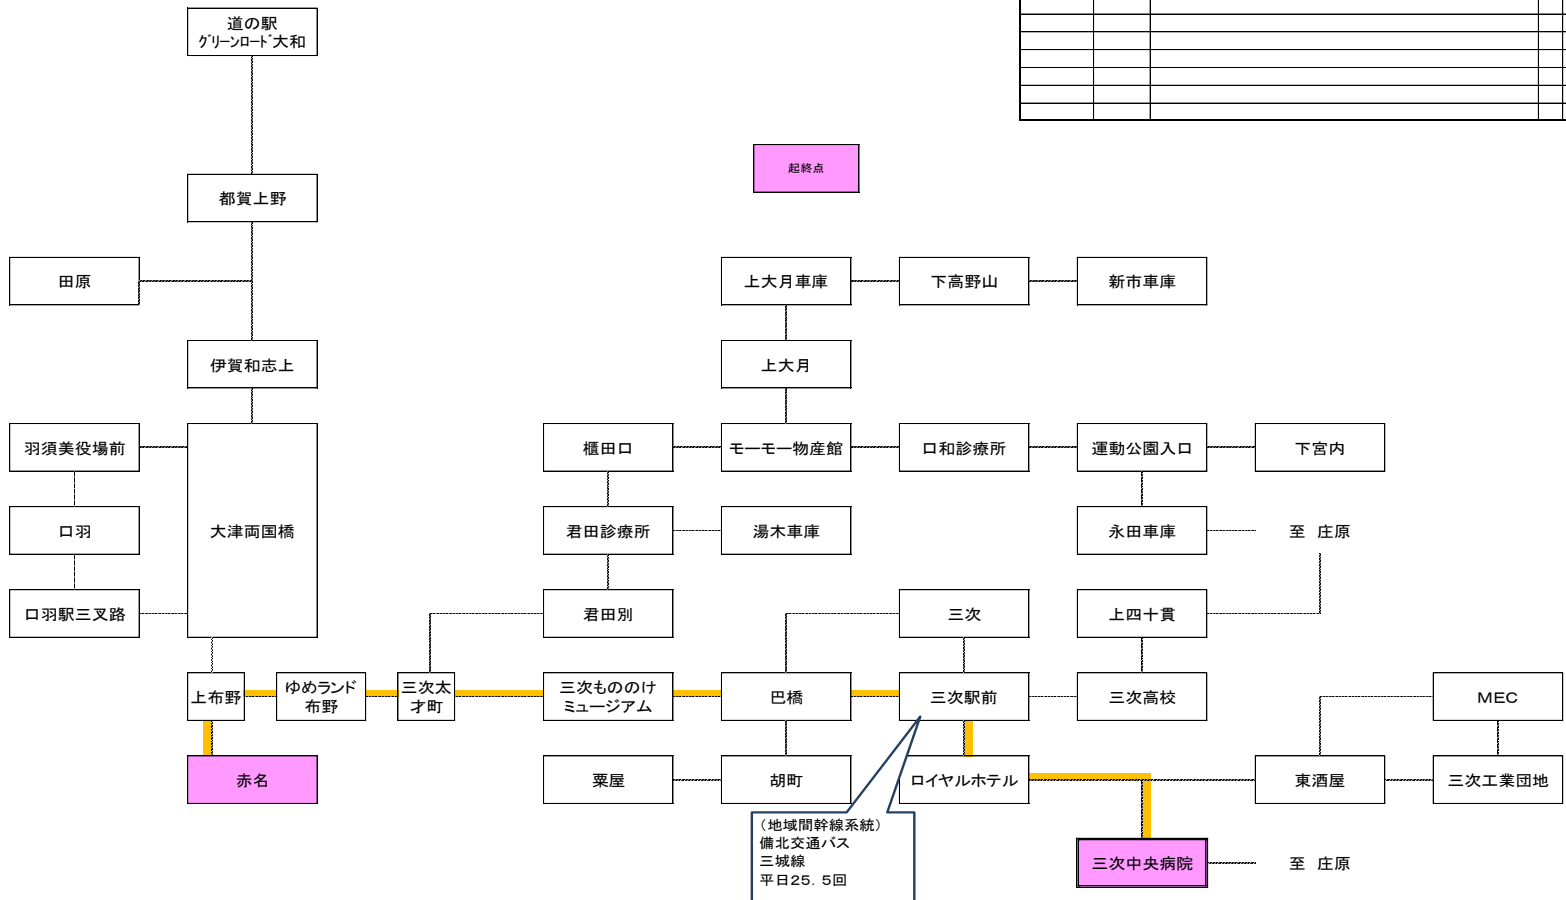 道の駅
ｸﾞﾘｰﾝﾛｰﾄﾞ大和
起終点
都賀上野
田原
上大月車庫
下高野山
新市車庫
伊賀和志上
上大月
羽須美役場前
大津両国橋
櫃田口
モーモー物産館
口和診療所
運動公園入口
下宮内
口羽
君田診療所
湯木車庫
永田車庫
至 庄原
口羽駅三叉路
君田別
三次
上四十貫
上布野
ゆめランド
布野
三次太
才町
三次もののけ
ミュージアム
巴橋
三次駅前
三次高校
MEC
赤名
粟屋
胡町
ロイヤルホテル
東酒屋
三次工業団地
（地域間幹線系統）
備北交通バス
三城線
平日25．5回
三次中央病院
至 庄原